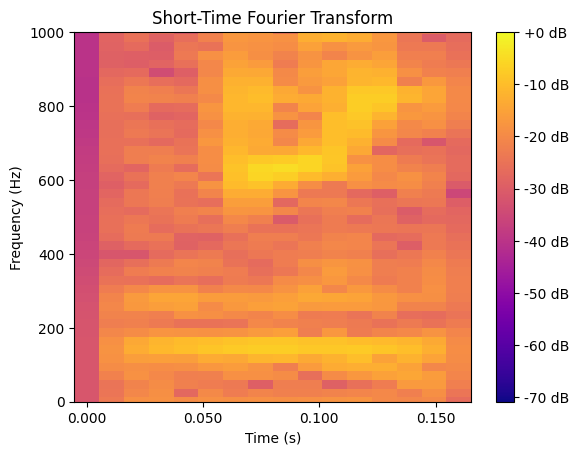 Short-Time Fourier Transform
1000
800
600
400
200
0
Frequency (Hz)
0.000
0.050
0.100
0.150
Time (s)
+0 dB
-10 dB
-20 dB
-30 dB
-40 dB
-50 dB
-60 dB
-70 dB